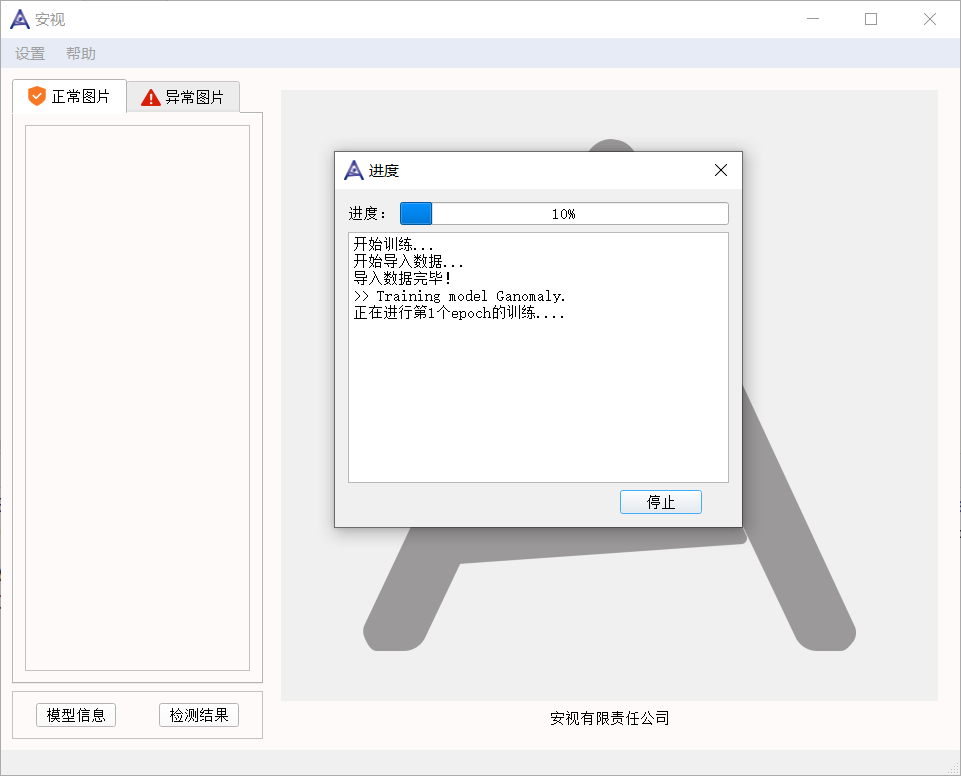 安视
设置 帮助
正常图片 异常图片
进度
进度： 10%
开始训练...
开始导入数据...
导入数据完毕!
>> Training model Ganomaly.
正在进行第1个epoch的训练....
停止
模型信息 检测结果
安视有限责任公司